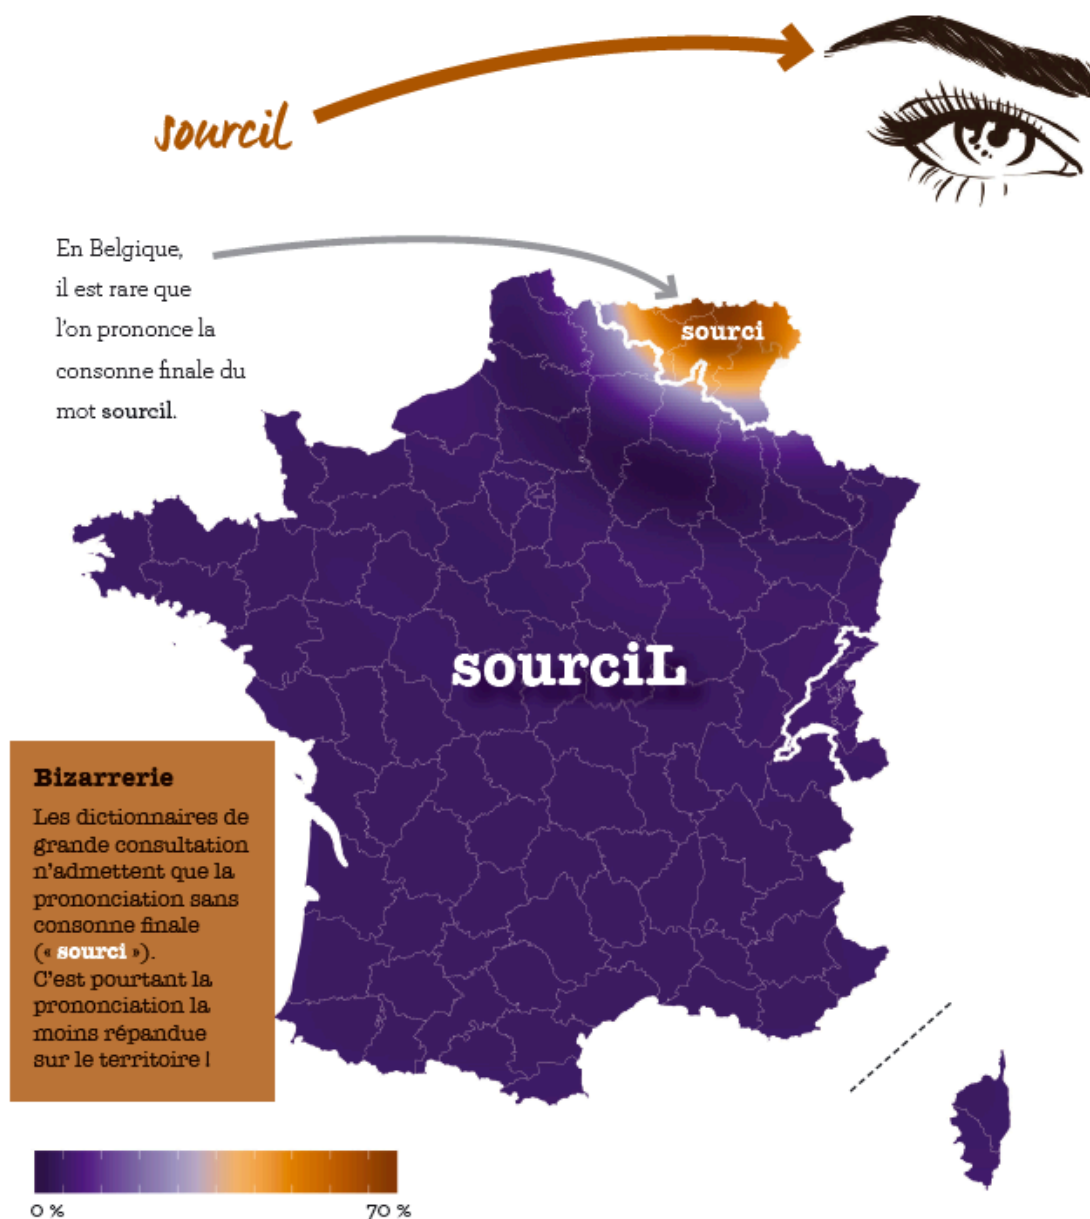 sourcil
En Belgique,
il est rare que
l'on prononce la
consonne finale du
mot sourcil.
sourci
sourciL
Bizarrerie
Les dictionnaires de
grande consultation
n'admettent que la
prononciation sans
consonne finale
(« sourci »).
C'est pourtant la
prononciation la
moins répandue
sur le territoire !
0 %
70 %